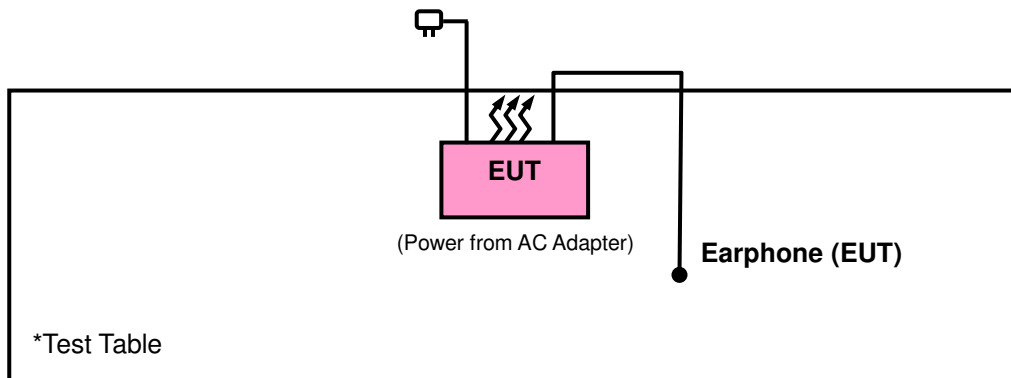 EUT
(Power from AC Adapter)
Earphone (EUT)
*Test Table